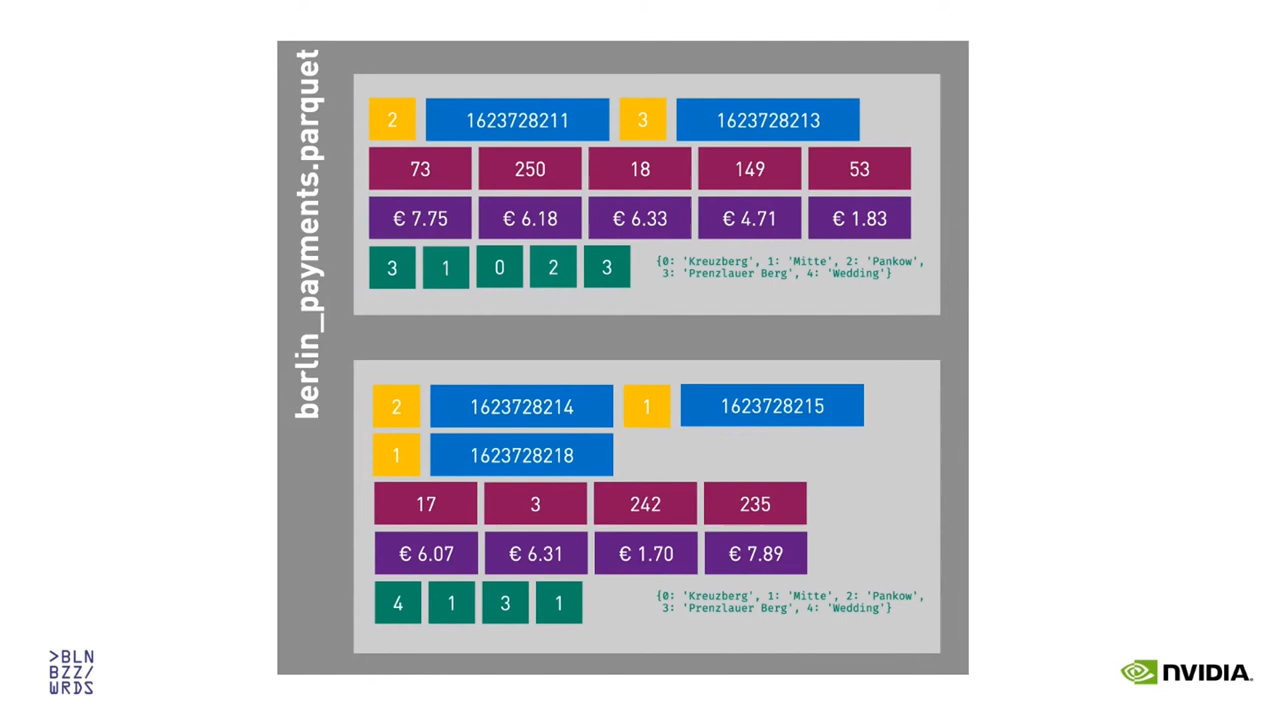 berlin_payments.parquet
2 1623728211 3 1623728213
73 250 18 149 53
€ 7.75 € 6.18 € 6.33 € 4.71 € 1.83
3 1 0 2 3
{0: 'Kreuzberg', 1: 'Mitte', 2: 'Pankow',
3: 'Prenzlauer Berg', 4: 'Wedding'}
2 1623728214 1 1623728215
1 1623728218
17 3 242 235
€ 6.07 € 6.31 € 1.70 € 7.89
4 1 3 1
{0: 'Kreuzberg', 1: 'Mitte', 2: 'Pankow',
3: 'Prenzlauer Berg', 4: 'Wedding'}
>BLN
BZZ/
WRDS
NVIDIA.